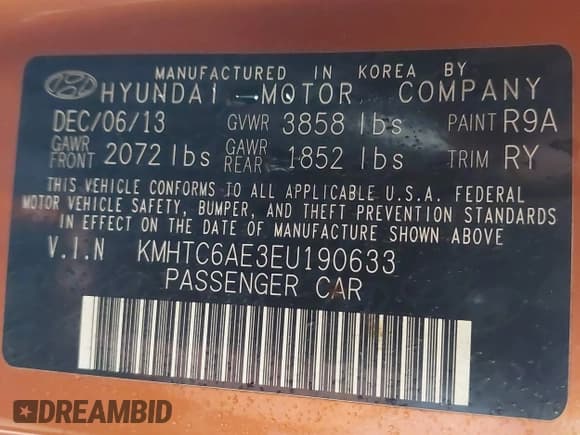 MANUFACTURED IN KOREA BY
HYUNDAI MOTOR COMPANY
DEC/06/13 GVWR 3858 lbs PAINT R9A
GAWR FRONT 2072 lbs GAWR REAR 1852 lbs TRIM RY
THIS VEHICLE CONFORMS TO ALL APPLICABLE U.S.A. FEDERAL
MOTOR VEHICLE SAFETY, BUMPER, AND THEFT PREVENTION STANDARDS
IN EFFECT ON THE DATE OF MANUFACTURE SHOWN ABOVE.
V.I.N KMHTC6AE3EU190633
PASSENGER CAR
DREAMBID